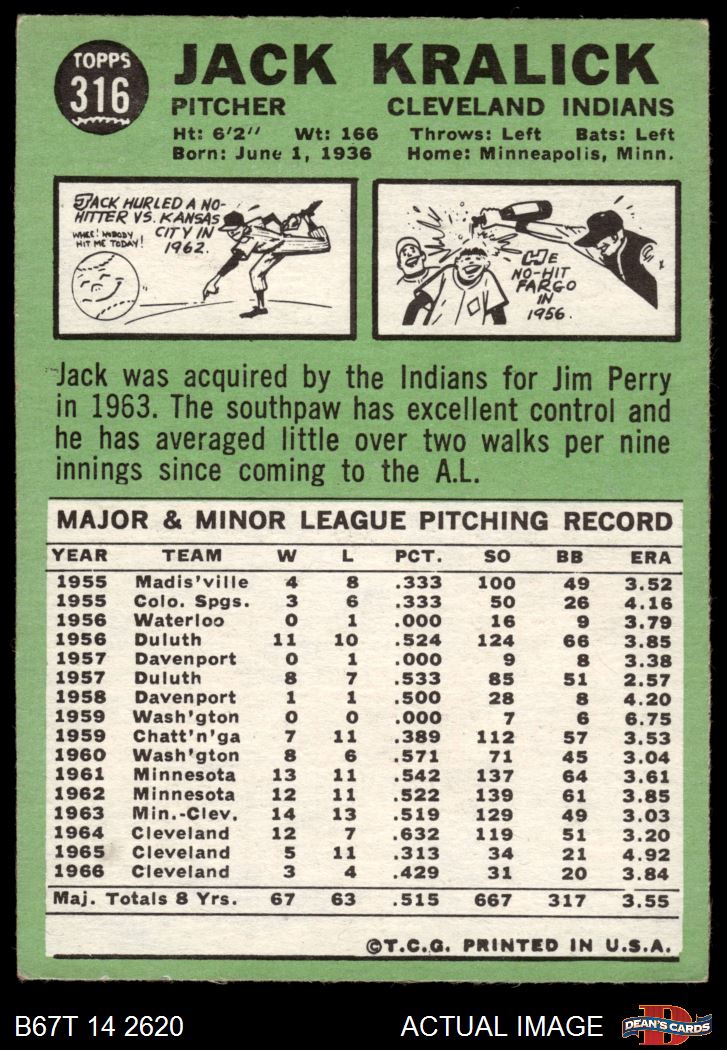 TOPPS
316
JACK KRALICK
PITCHER CLEVELAND INDIANS
Ht: 6'2" Wt: 166 Throws: Left Bats: Left
Born: June 1, 1936 Home: Minneapolis, Minn.
JACK HURLED A NO-
HITTER VS. KANSAS
CITY IN
1962.
WHEE! NOBODY
HIT ME TODAY!
HE
NO-HIT
FARGO
IN
1956.
Jack was acquired by the Indians for Jim Perry
in 1963. The southpaw has excellent control and
he has averaged little over two walks per nine
innings since coming to the A.L.
MAJOR & MINOR LEAGUE PITCHING RECORD
YEAR TEAM W L PCT. SO BB ERA
1955 Madis'ville 4 8 .333 100 49 3.52
1955 Colo. Spgs. 3 6 .333 50 26 4.16
1956 Waterloo 0 1 .000 16 9 3.79
1956 Duluth 11 10 .524 124 66 3.85
1957 Davenport 0 1 .000 9 8 3.38
1957 Duluth 8 7 .533 85 51 2.57
1958 Davenport 1 1 .500 28 8 4.20
1959 Wash'gton 0 0 .000 7 6 6.75
1959 Chatt'n'ga 7 11 .389 112 57 3.53
1960 Wash'gton 8 6 .571 71 45 3.04
1961 Minnesota 13 11 .542 137 64 3.61
1962 Minnesota 12 11 .522 139 61 3.85
1963 Min.-Clev. 14 13 .519 129 49 3.03
1964 Cleveland 12 7 .632 119 51 3.20
1965 Cleveland 5 11 .313 34 21 4.92
1966 Cleveland 3 4 .429 31 20 3.84
Maj. Totals 8 Yrs. 67 63 .515 667 317 3.55
©T.C.G. PRINTED IN U.S.A.
B67T 14 2620 ACTUAL IMAGE
D
DEAN'S CARDS